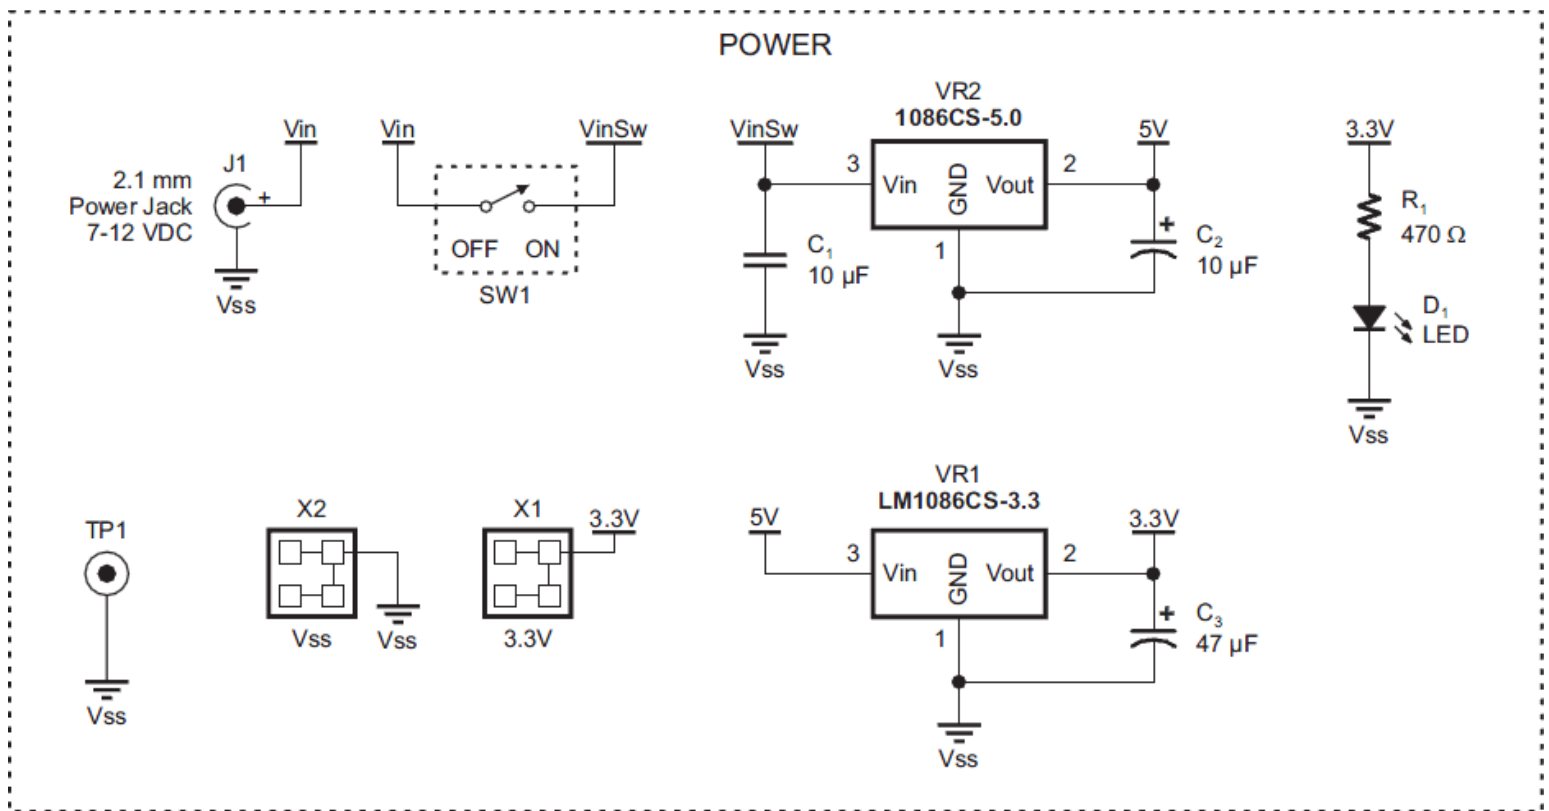 POWER
2.1 mm
Power Jack
7-12 VDC
J1
+
Vin
Vss
Vin
VinSw
OFF ON
SW1
VinSw
C₁
10 µF
Vss
VR2
1086CS-5.0
3
Vin
GND
Vout
2
1
Vss
5V
+
C₂
10 µF
3.3V
R₁
470 Ω
D₁
LED
Vss
TP1
Vss
X2
Vss
Vss
X1
3.3V
3.3V
5V
VR1
LM1086CS-3.3
3
Vin
GND
Vout
2
1
Vss
3.3V
+
C₃
47 µF